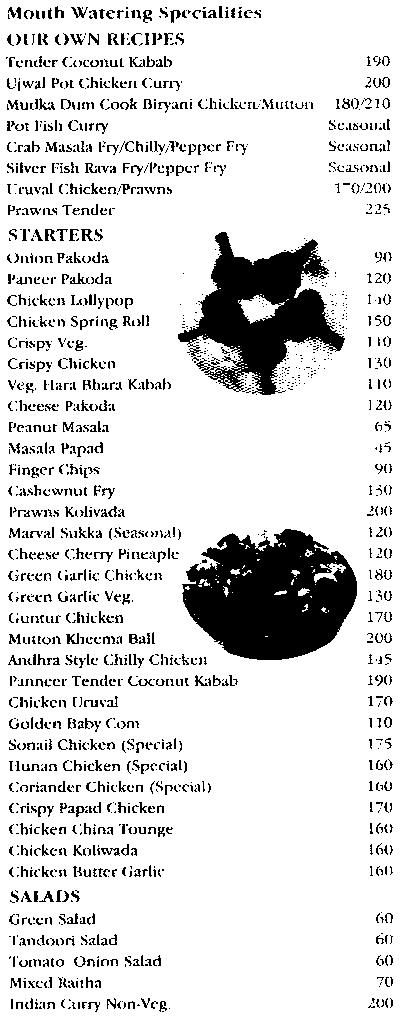 Mouth Watering Specialities
OUR OWN RECIPES
Tender Coconut Kabab 190
Ujwal Pot Chicken Curry 200
Mudka Dum Cook Biryani Chicken/Mutton 180/210
Pot Fish Curry Seasonal
Crab Masala Fry/Chilly/Pepper Fry Seasonal
Silver Fish Rava Fry/Pepper Fry Seasonal
Uruval Chicken/Prawns 170/200
Prawns Tender 225
STARTERS
Onion Pakoda 90
Paneer Pakoda 120
Chicken Lollypop 140
Chicken Spring Roll 150
Crispy Veg. 110
Crispy Chicken 130
Veg. Hara Bhara Kabab 110
Cheese Pakoda 120
Peanut Masala 65
Masala Papad 45
Finger Chips 90
Cashewnut Fry 130
Prawns Kolivada 200
Marval Sukka (Seasonal) 120
Cheese Cherry Pineaple 120
Green Garlic Chicken 180
Green Garlic Veg. 130
Guntur Chicken 170
Mutton Kheema Ball 200
Andhra Style Chilly Chicken 145
Panneer Tender Coconut Kabab 190
Chicken Uruval 170
Golden Baby Corn 110
Sonali Chicken (Special) 175
Hunan Chicken (Special) 160
Coriander Chicken (Special) 160
Crispy Papad Chicken 170
Chicken China Tounge 160
Chicken Koliwada 160
Chicken Butter Garlic 160
SALADS
Green Salad 60
Tandoori Salad 60
Tomato Onion Salad 60
Mixed Raitha 70
Indian Curry Non-Veg. 200